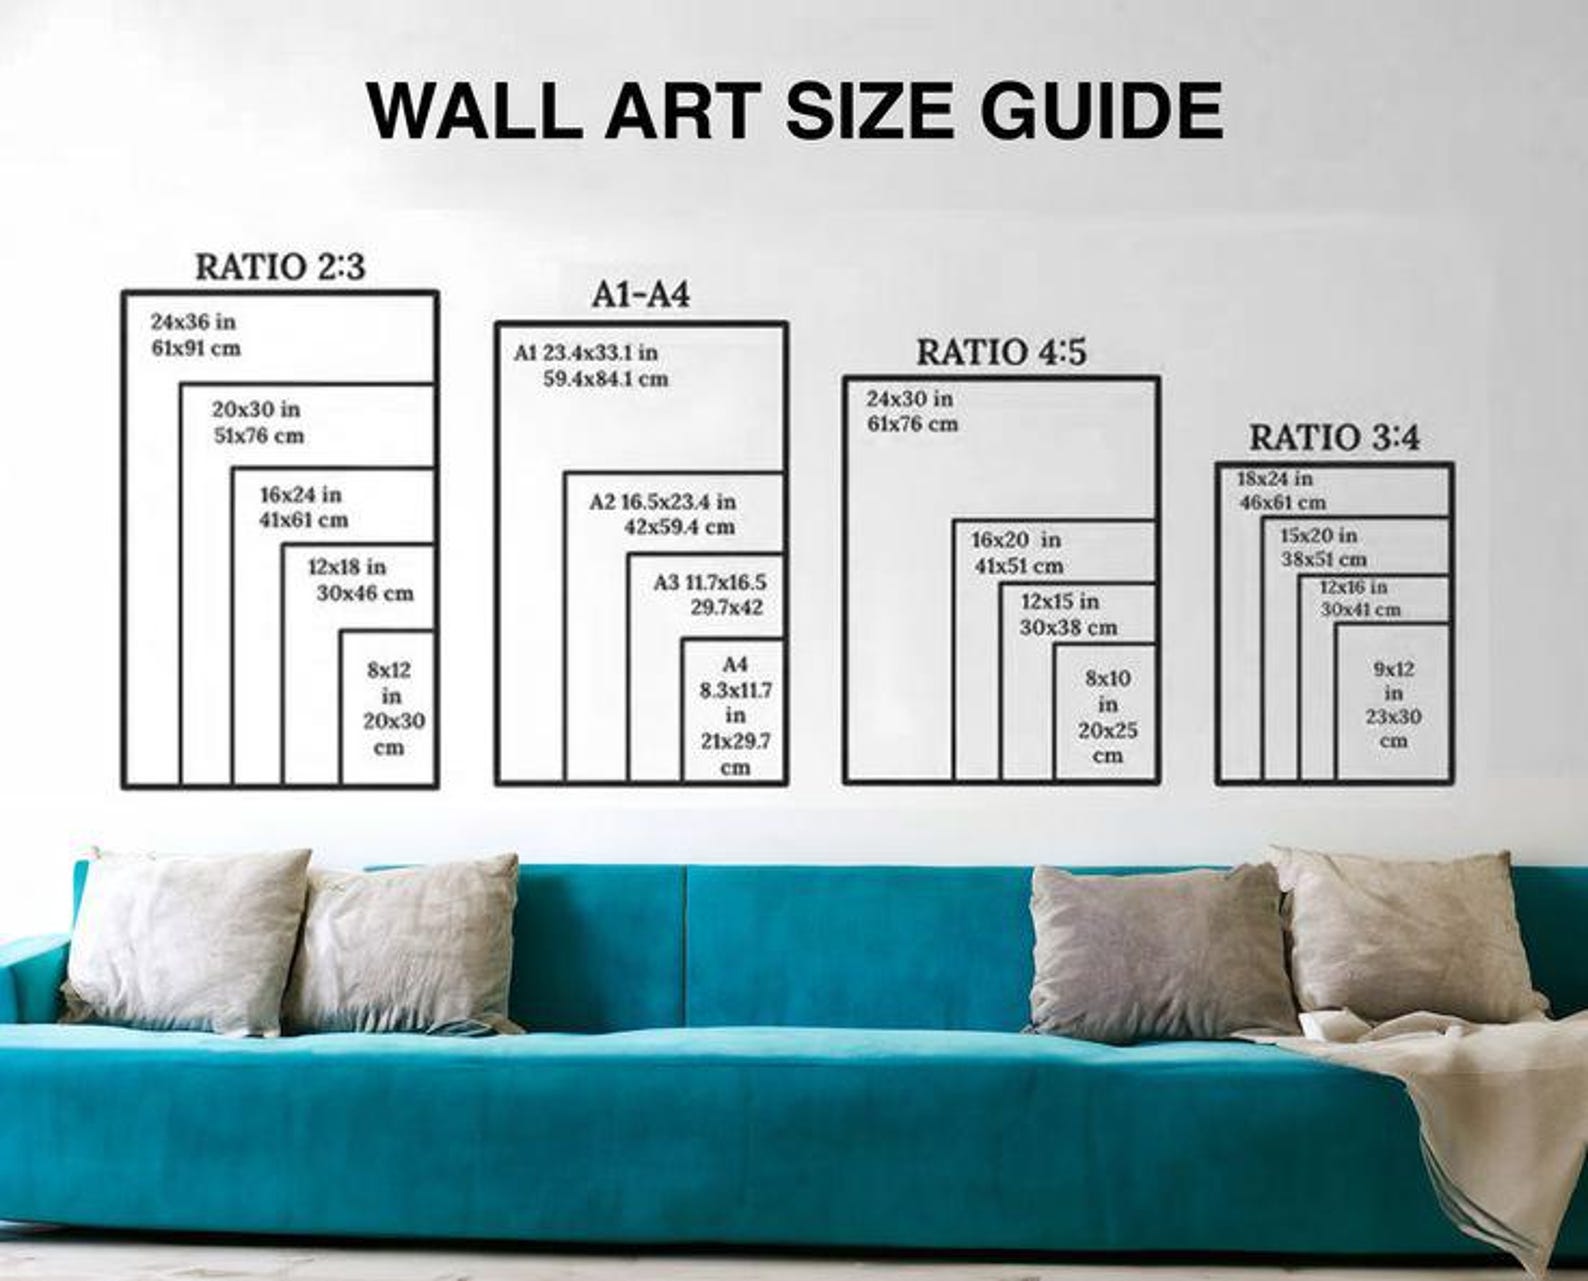 WALL ART SIZE GUIDE
RATIO 2:3
24x36 in
61x91 cm
20x30 in
51x76 cm
16x24 in
41x61 cm
12x18 in
30x46 cm
8x12
in
20x30
cm
A1-A4
A1 23.4x33.1 in
59.4x84.1 cm
A2 16.5x23.4 in
42x59.4 cm
A3 11.7x16.5
29.7x42
A4
8.3x11.7
in
21x29.7
cm
RATIO 4:5
24x30 in
61x76 cm
16x20 in
41x51 cm
12x15 in
30x38 cm
8x10
in
20x25
cm
RATIO 3:4
18x24 in
46x61 cm
15x20 in
38x51 cm
12x16 in
30x41 cm
9x12
in
23x30
cm